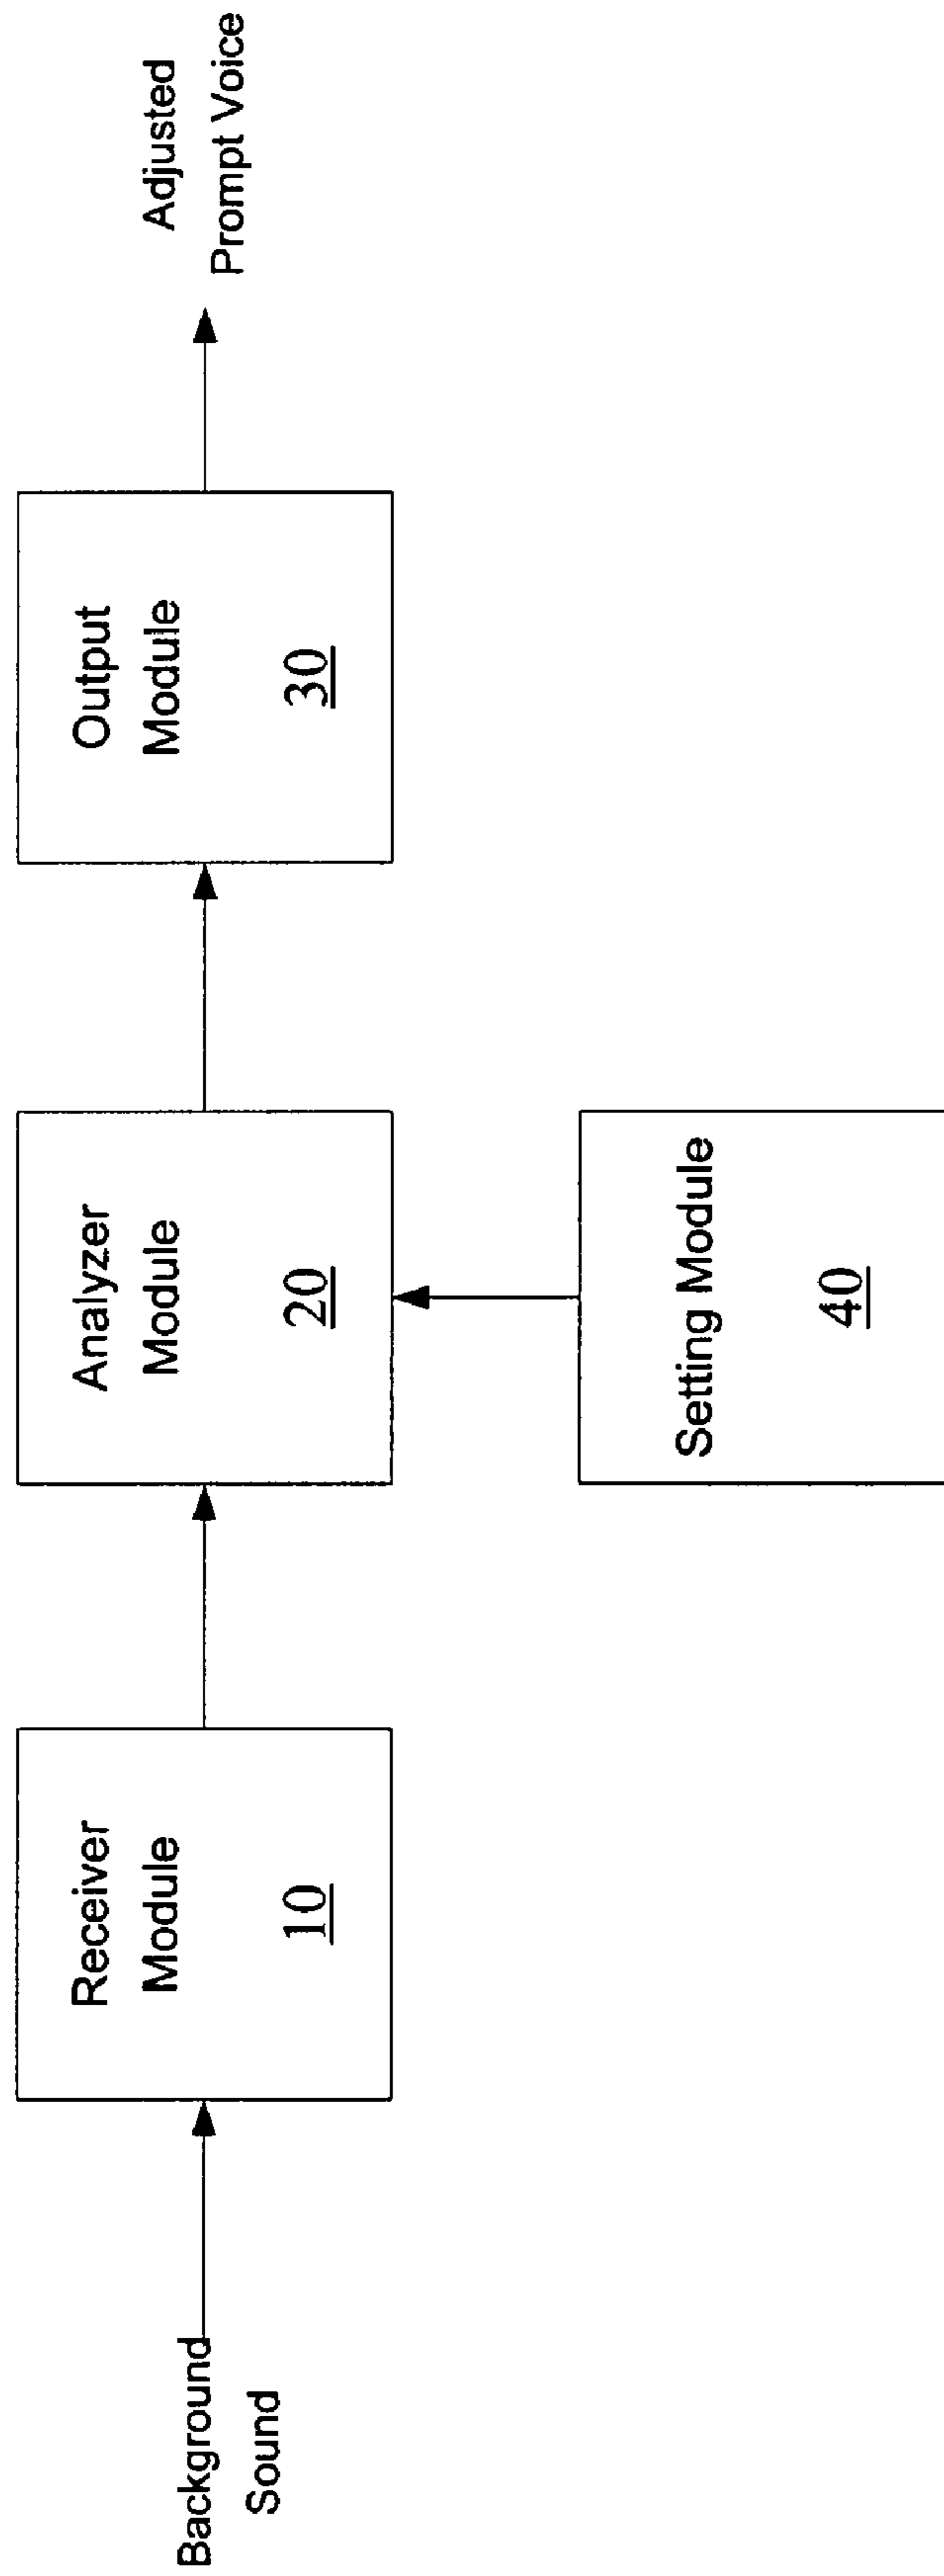 Background
Sound
Receiver
Module
10
Analyzer
Module
20
Setting Module
40
Output
Module
30
Adjusted
Prompt Voice